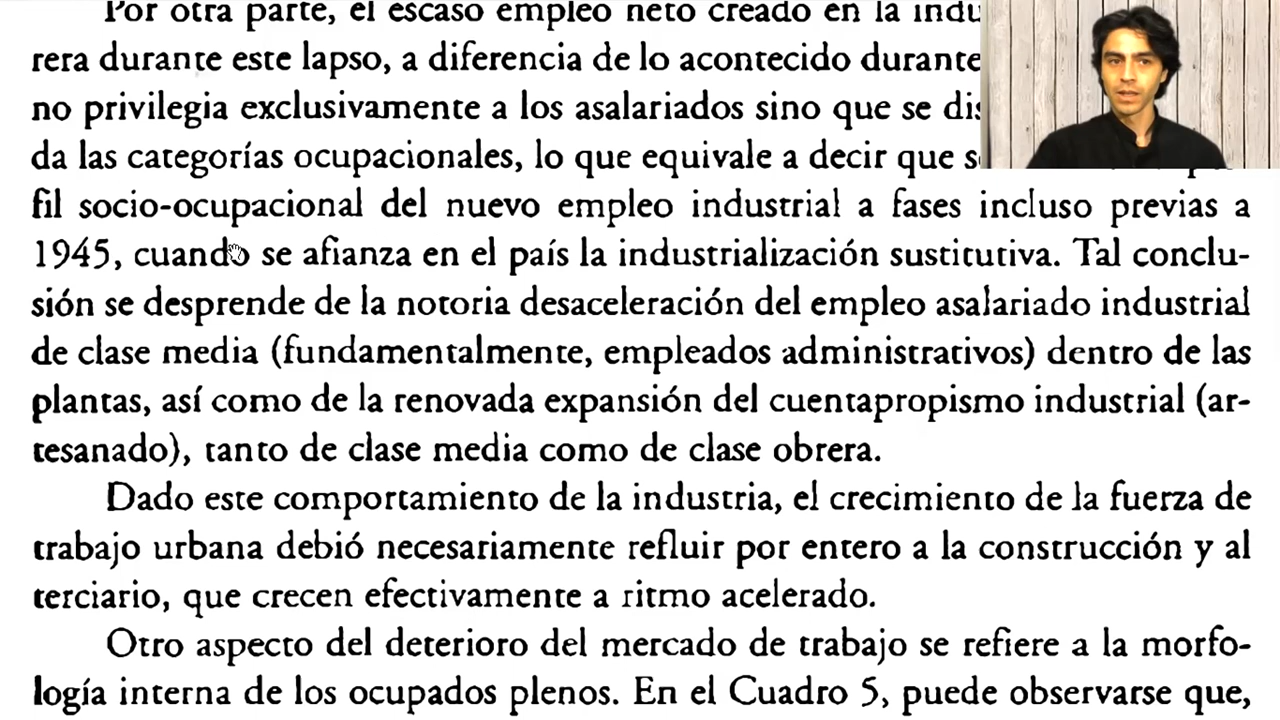 Por otra parte, el escaso empleo neto creado en la
rera durante este lapso, a diferencia de lo acontecido durante
no privilegia exclusivamente a los asalariados sino que se
da las categorías ocupacionales, lo que equivale a decir que
fil socio-ocupacional del nuevo empleo industrial a fases incluso previas a
1945, cuando se afianza en el país la industrialización sustitutiva. Tal conclu-
sión se desprende de la notoria desaceleración del empleo asalariado industrial
de clase media (fundamentalmente, empleados administrativos) dentro de las
plantas, así como de la renovada expansión del cuentapropismo industrial (ar-
tesanado), tanto de clase media como de clase obrera.
Dado este comportamiento de la industria, el crecimiento de la fuerza de
trabajo urbana debió necesariamente refluir por entero a la construcción y al
terciario, que crecen efectivamente a ritmo acelerado.
Otro aspecto del deterioro del mercado de trabajo se refiere a la morfo-
logía interna de los ocupados plenos. En el Cuadro 5, puede observarse que,